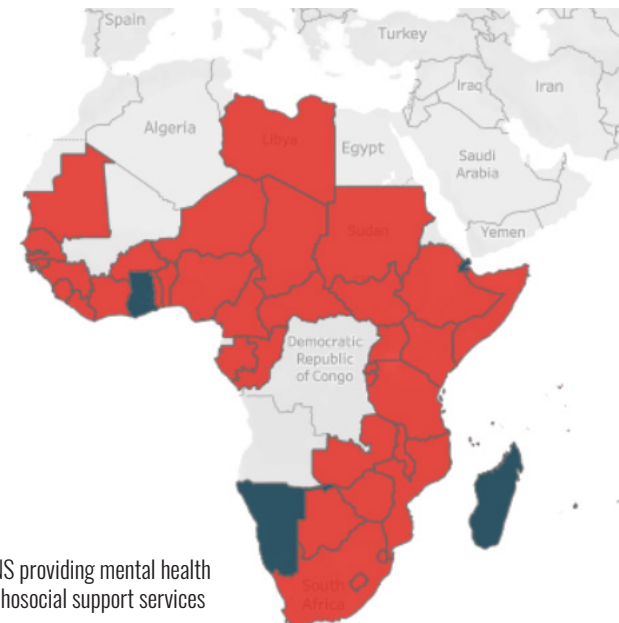 Spain
Turkey
Iraq
Iran
Algeria
Libya
Egypt
Saudi
Arabia
Sudan
Yemen
Democratic
Republic
of Congo
South
Africa
NS providing mental health
hosocial support services